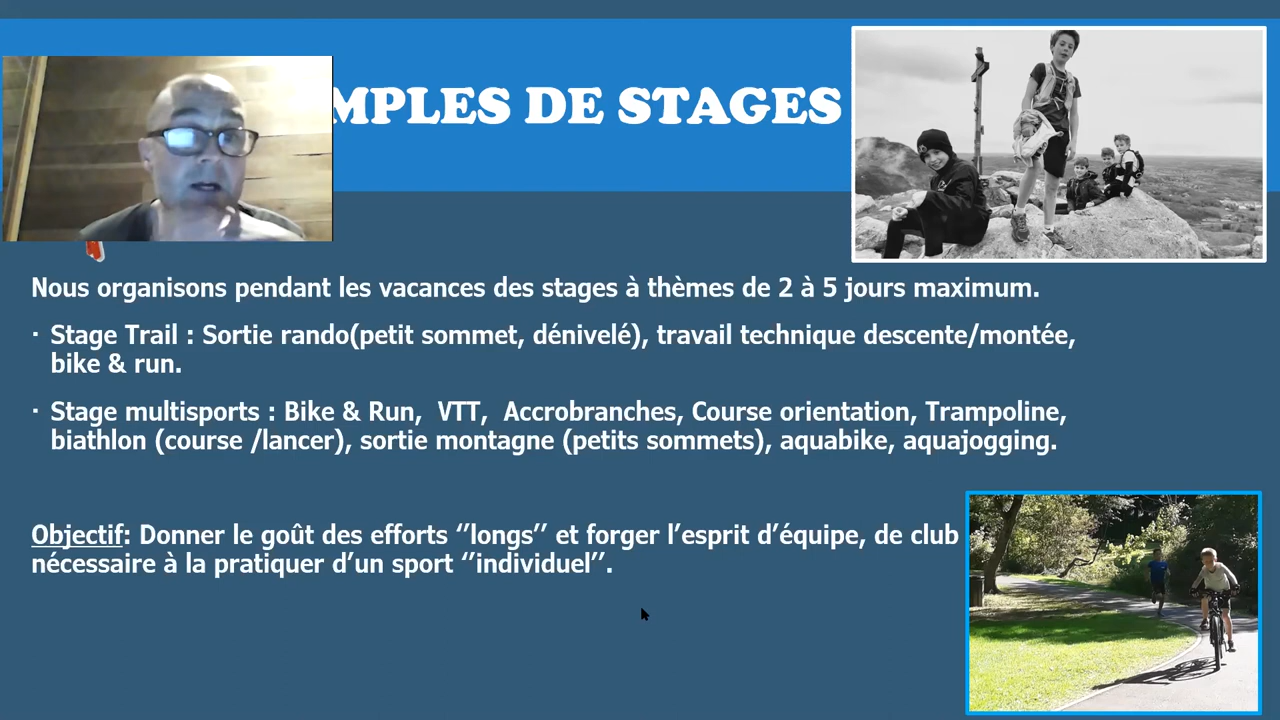 MPLES DE STAGES
Nous organisons pendant les vacances des stages à thèmes de 2 à 5 jours maximum.
· Stage Trail : Sortie rando(petit sommet, dénivelé), travail technique descente/montée,
bike & run.
· Stage multisports : Bike & Run, VTT, Accrobranches, Course orientation, Trampoline,
biathlon (course /lancer), sortie montagne (petits sommets), aquabike, aquajogging.
Objectif: Donner le goût des efforts ‘’longs’’ et forger l’esprit d’équipe, de club
nécessaire à la pratiquer d’un sport ‘’individuel’’.